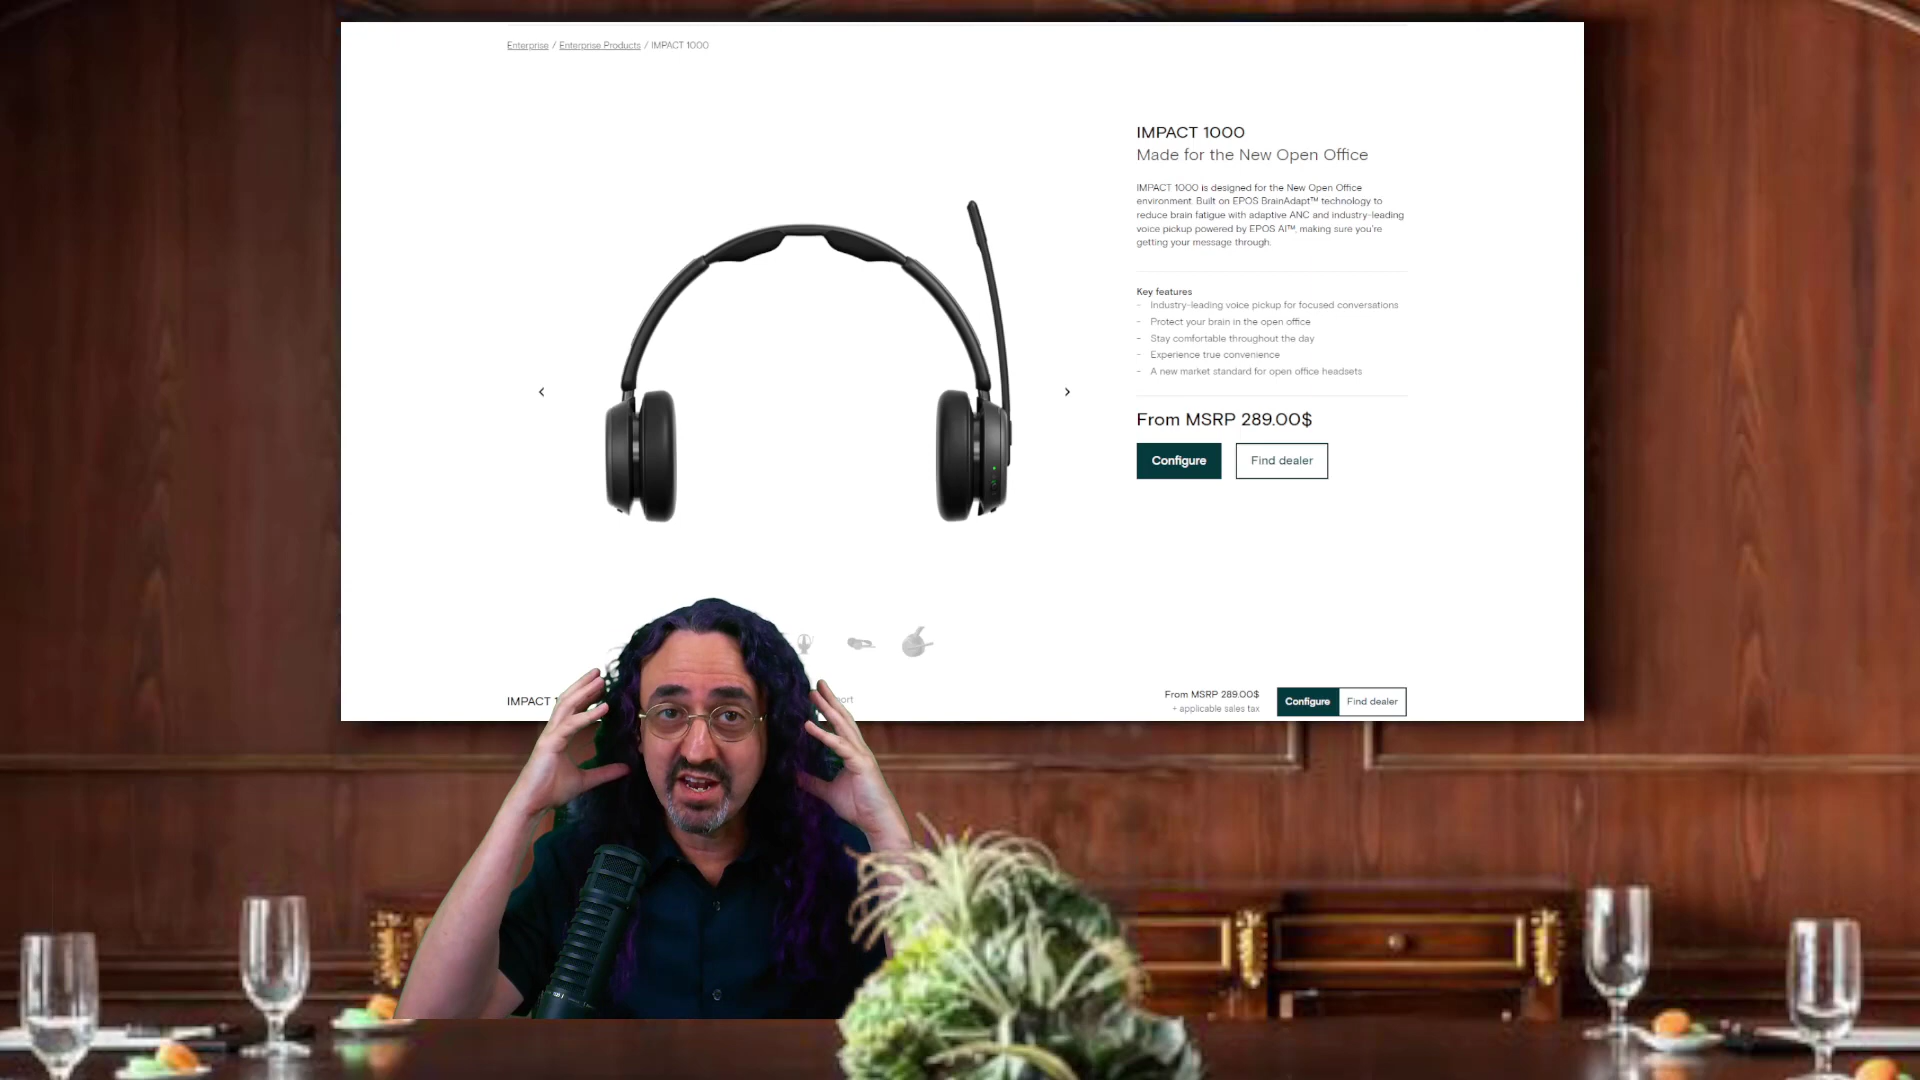 Enterprise / Enterprise Products / IMPACT 1000
IMPACT 1000
Made for the New Open Office
IMPACT 1000 is designed for the New Open Office
environment. Built on EPOS BrainAdapt™ technology to
reduce brain fatigue with adaptive ANC and industry-leading
voice pickup powered by EPOS AI™, making sure you're
getting your message through.
Key features
- Industry-leading voice pickup for focused conversations
- Protect your brain in the open office
- Stay comfortable throughout the day
- Experience true convenience
- A new market standard for open office headsets
From MSRP 289.00$
Configure
Find dealer
IMPACT 1
ort
From MSRP 289.00$
+ applicable sales tax
Configure
Find dealer